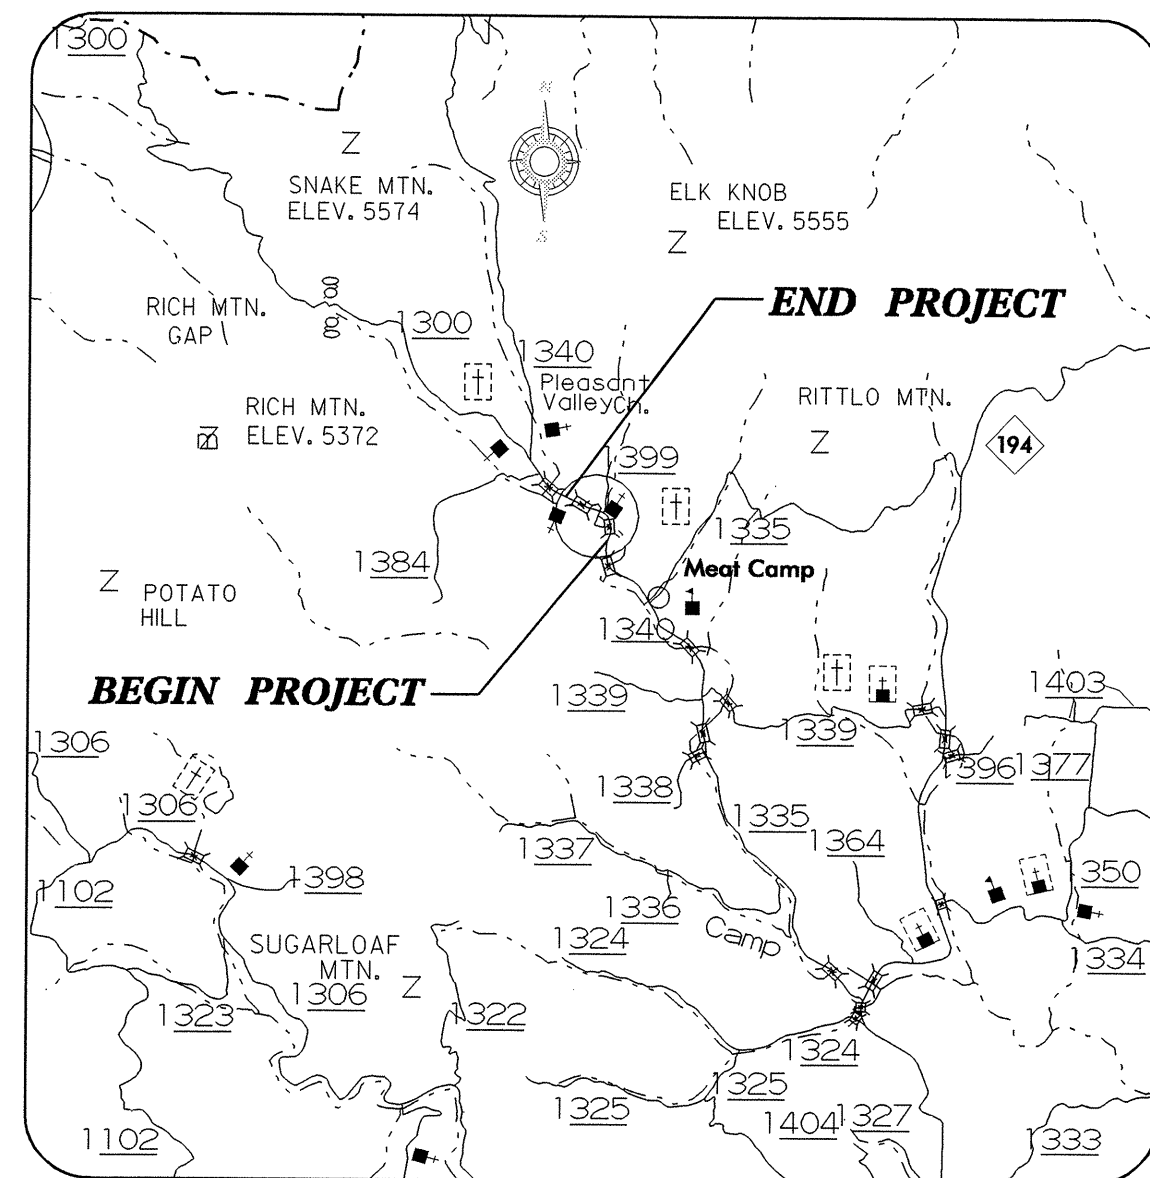 1300
SNAKE MTN.
ELEV. 5574
ELK KNOB
ELEV. 5555
RICH MTN.
GAP
END PROJECT
1300
1340
Pleasant
Valley Ch.
RICH MTN.
ELEV. 5372
RITTLO MTN.
194
1399
1335
1384
Meat Camp
POTATO
HILL
1340
BEGIN PROJECT
1339
1403
1339
1306
1396
1377
1338
1306
1335
1364
1337
1398
350
1102
1336
Camp
1324
SUGARLOAF
MTN.
1306
1334
1323
1322
1324
1325
1325
1404
1327
1102
1333